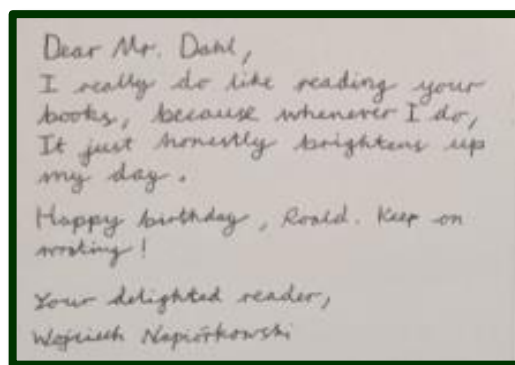 Dear Mr. Dahl,
I really do like reading your
books, because whenever I do,
It just honestly brightens up
my day.
Happy birthday, Roald. Keep on
writing!
Your delighted reader,
Wojciech Napiórkowski